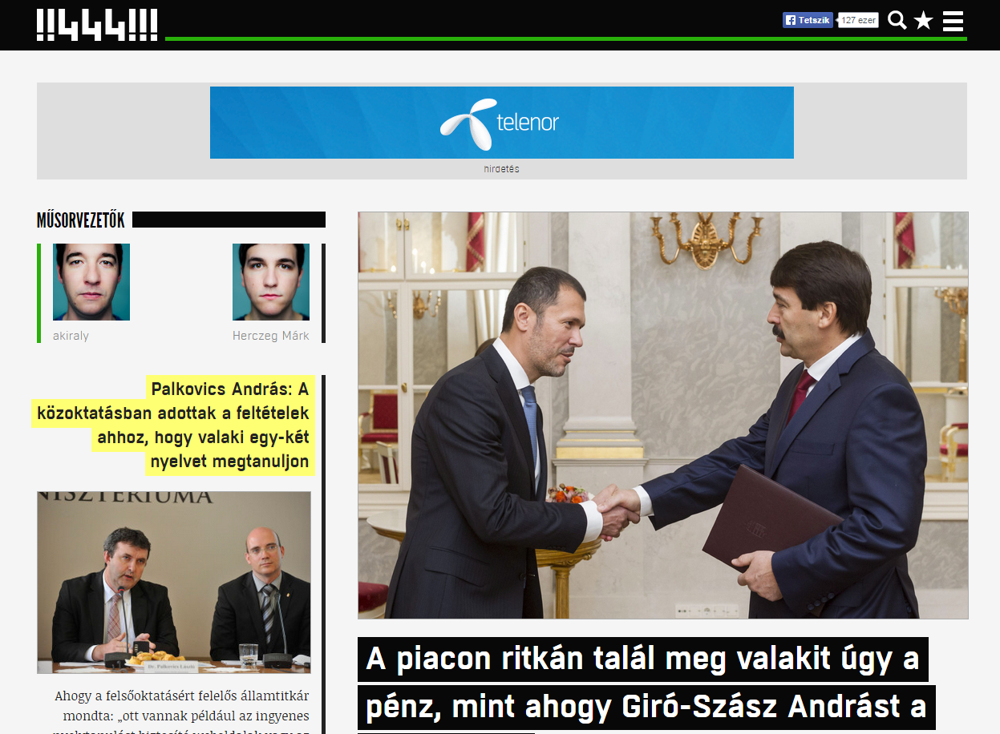 !!444!!!
Tetszik
127 ezer
telenor
hirdetés
MŰSORVEZETŐK
akiraly
Herczeg Márk
Palkovics András: A
közoktatásban adottak a feltételek
ahhoz, hogy valaki egy-két
nyelvet megtanuljon
NISZTÉRIUMA
Dr. Palkovics László
Ahogy a felsőoktatásért felelős államtitkár
mondta: „ott vannak például az ingyenes
A piacon ritkán talál meg valakit úgy a
pénz, mint ahogy Giró-Szász Andrást a